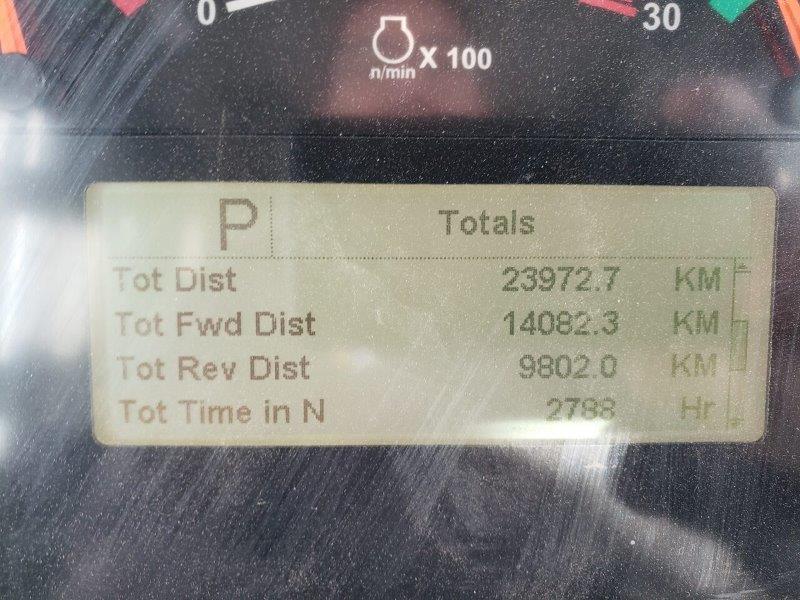 0 30
n/min X 100
P Totals
Tot Dist 23972.7 KM
Tot Fwd Dist 14082.3 KM
Tot Rev Dist 9802.0 KM
Tot Time in N 2788 Hr